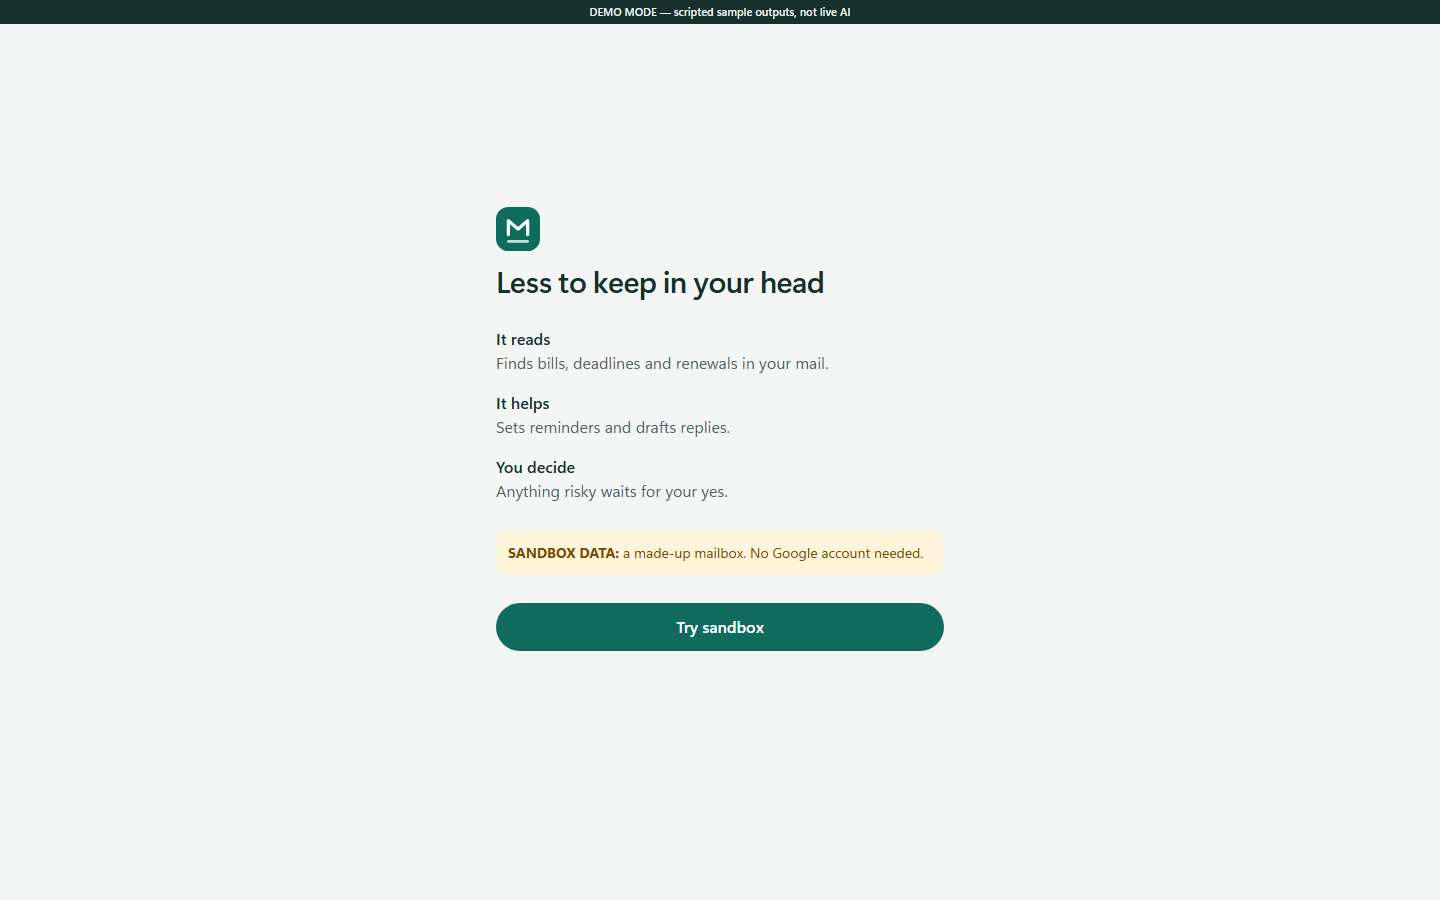 DEMO MODE — scripted sample outputs, not live AI
M
Less to keep in your head
It reads
Finds bills, deadlines and renewals in your mail.
It helps
Sets reminders and drafts replies.
You decide
Anything risky waits for your yes.
SANDBOX DATA: a made-up mailbox. No Google account needed.
Try sandbox